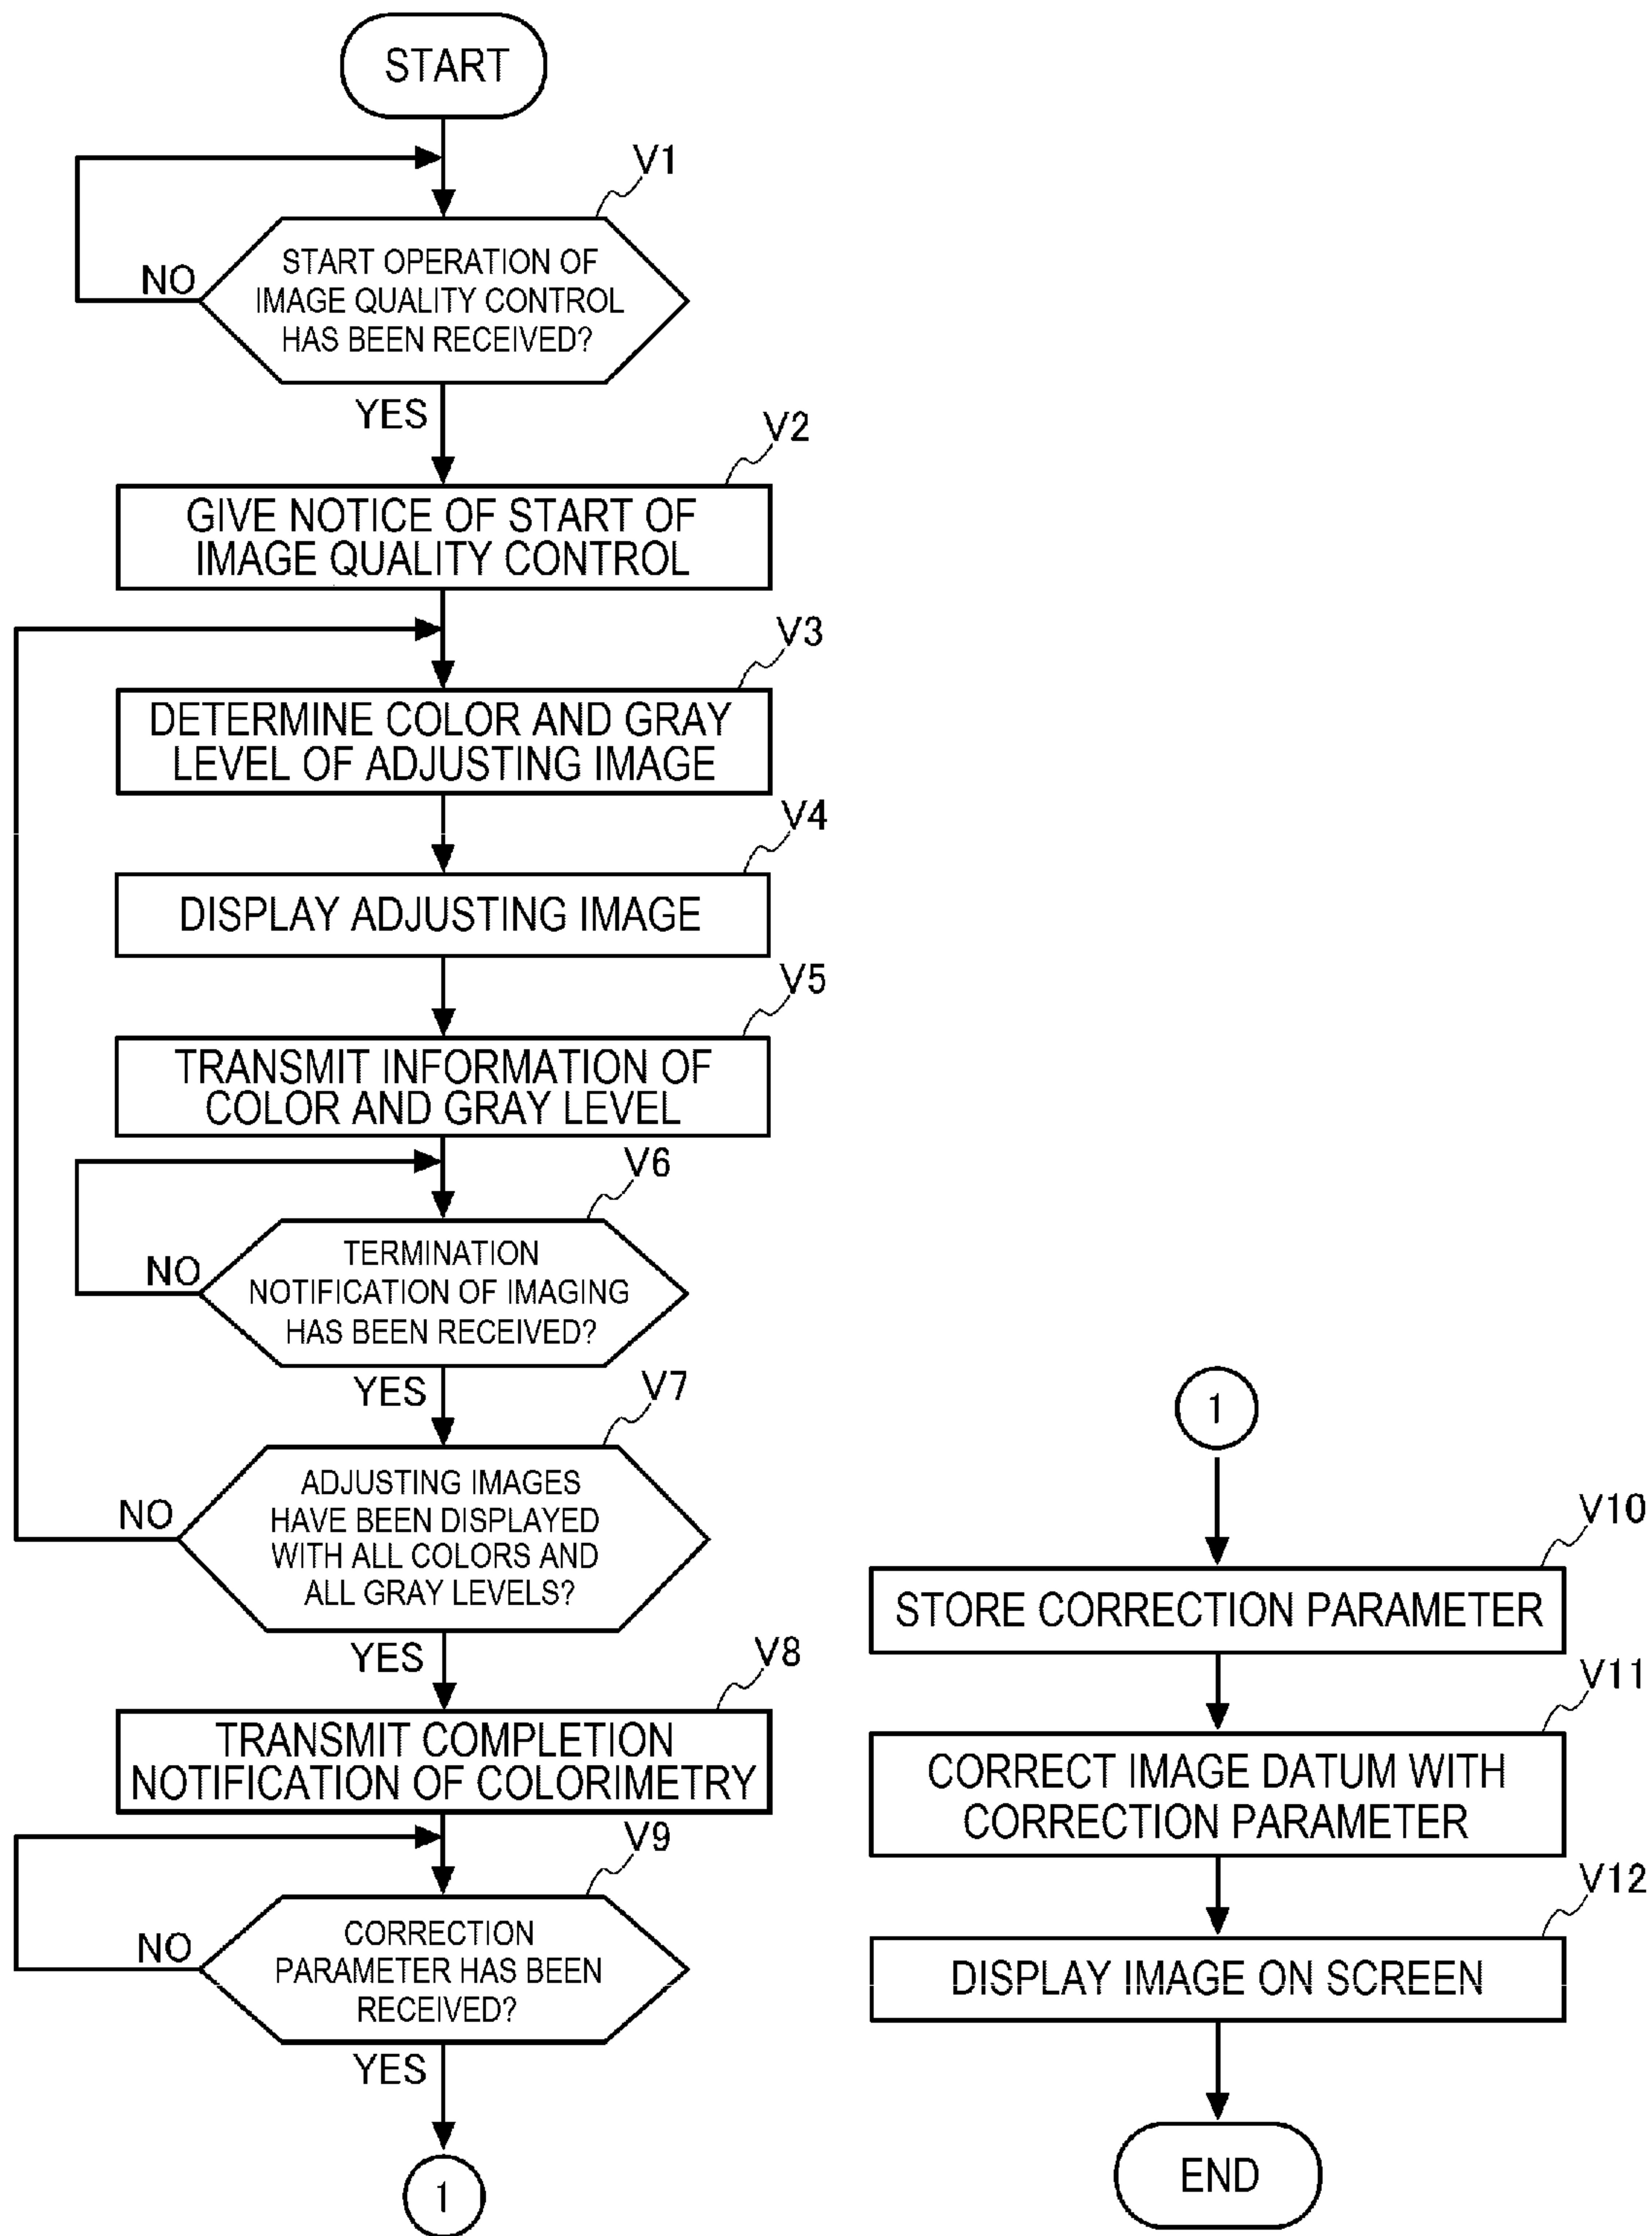 START
V1
START OPERATION OF
IMAGE QUALITY CONTROL
HAS BEEN RECEIVED?
NO
YES
V2
GIVE NOTICE OF START OF
IMAGE QUALITY CONTROL
V3
DETERMINE COLOR AND GRAY
LEVEL OF ADJUSTING IMAGE
V4
DISPLAY ADJUSTING IMAGE
V5
TRANSMIT INFORMATION OF
COLOR AND GRAY LEVEL
V6
TERMINATION
NOTIFICATION OF IMAGING
HAS BEEN RECEIVED?
NO
YES
V7
ADJUSTING IMAGES
HAVE BEEN DISPLAYED
WITH ALL COLORS AND
ALL GRAY LEVELS?
NO
YES
V8
TRANSMIT COMPLETION
NOTIFICATION OF COLORIMETRY
V9
CORRECTION
PARAMETER HAS BEEN
RECEIVED?
NO
YES
1
1
V10
STORE CORRECTION PARAMETER
V11
CORRECT IMAGE DATUM WITH
CORRECTION PARAMETER
V12
DISPLAY IMAGE ON SCREEN
END